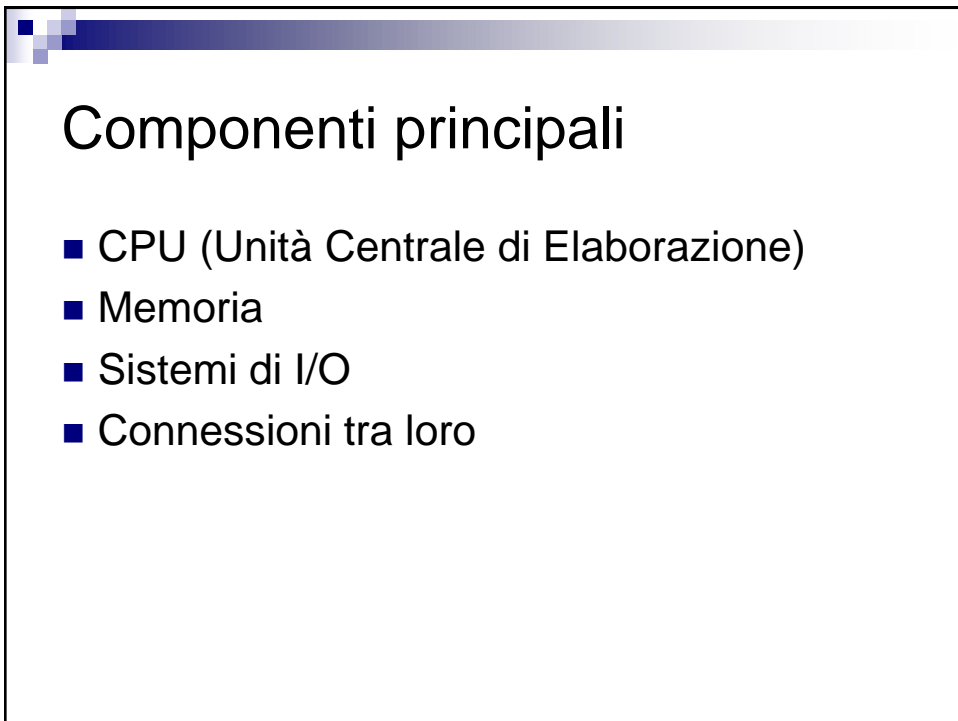 Componenti principali
CPU (Unità Centrale di Elaborazione)
Memoria
Sistemi di I/O
Connessioni tra loro